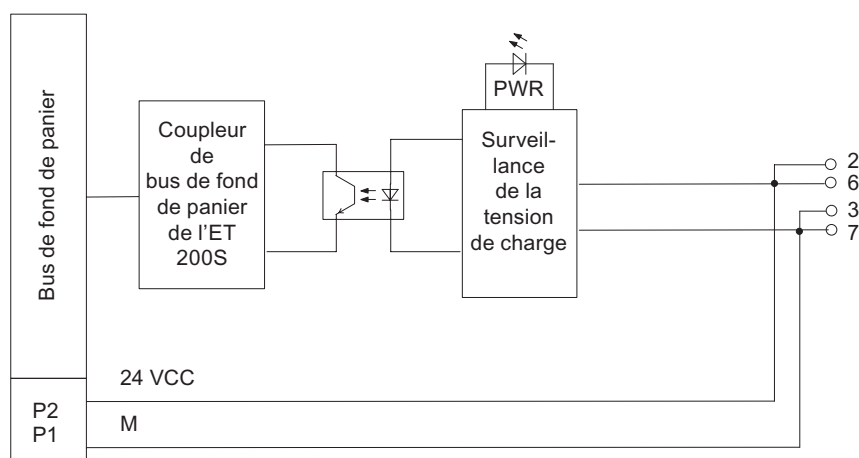 Bus de fond de panier
Coupleur
de
bus de fond
de panier
de l'ET
200S
PWR
Surveil-
lance
de la
tension
de charge
2
6
3
7
24 VCC
P2
M
P1